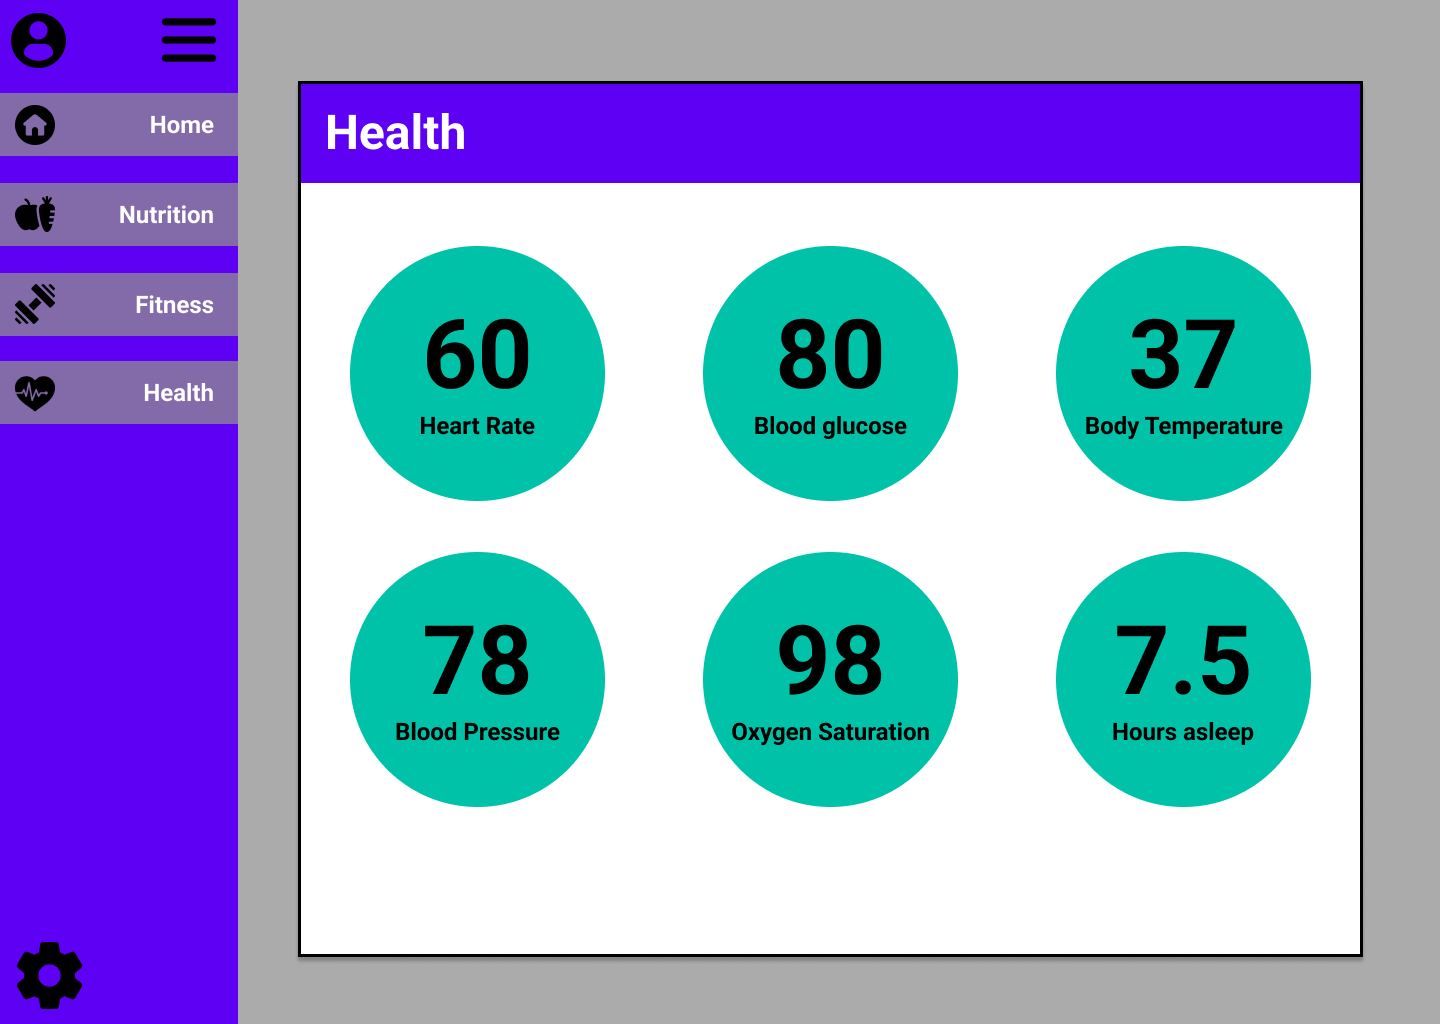 Home
Nutrition
Fitness
Health
Health
60
Heart Rate
80
Blood glucose
37
Body Temperature
78
Blood Pressure
98
Oxygen Saturation
7.5
Hours asleep